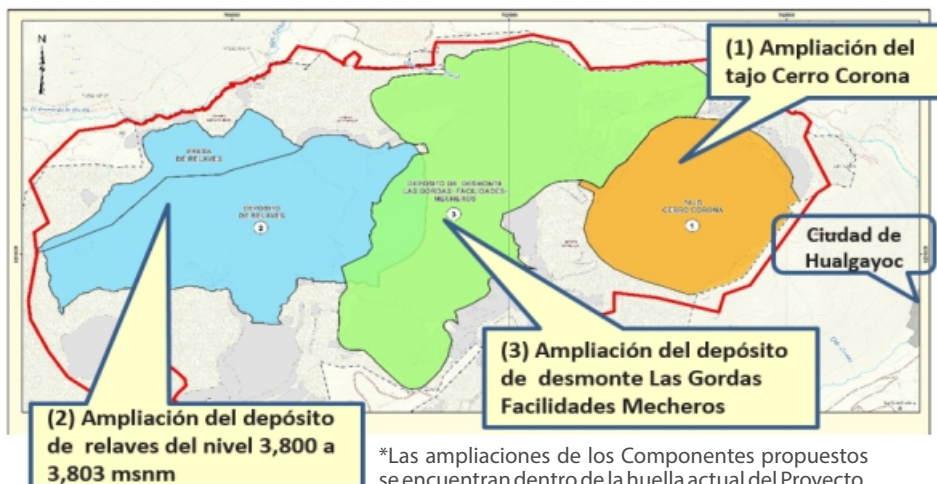 N
(1) Ampliación del
tajo Cerro Corona
PRESA
DE RELAVES
DEPÓSITO
DE RELAVES
2
DEPÓSITO DE DESMONTE
LAS GORDAS- FACILIDADES
MECHEROS
3
TAJO
CERRO CORONA
1
Ciudad de
Hualgayoc
(3) Ampliación del depósito
de desmonte Las Gordas
Facilidades Mecheros
(2) Ampliación del depósito
de relaves del nivel 3,800 a
3,803 msnm
*Las ampliaciones de los Componentes propuestos
se encuentran dentro de la huella actual del Proyecto